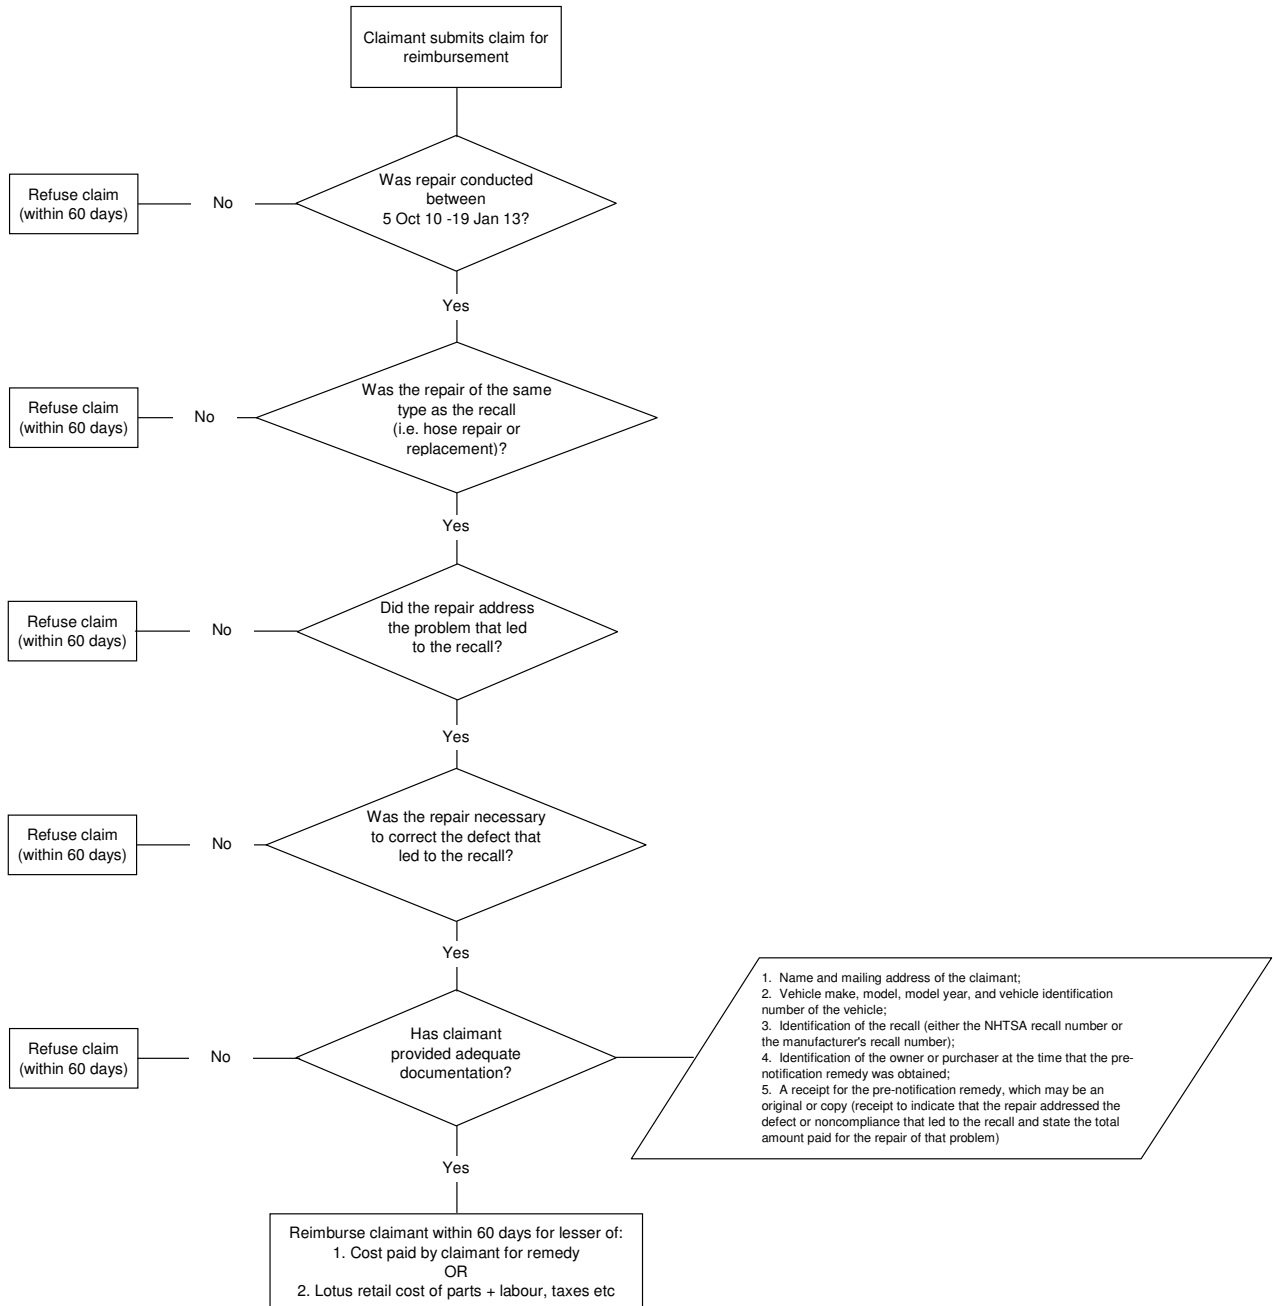 Claimant submits claim for
reimbursement
Was repair conducted
between
5 Oct 10 -19 Jan 13?
No
Refuse claim
(within 60 days)
Yes
Was the repair of the same
type as the recall
(i.e. hose repair or
replacement)?
No
Refuse claim
(within 60 days)
Yes
Did the repair address
the problem that led
to the recall?
No
Refuse claim
(within 60 days)
Yes
Was the repair necessary
to correct the defect that
led to the recall?
No
Refuse claim
(within 60 days)
Yes
Has claimant
provided adequate
documentation?
No
Refuse claim
(within 60 days)
1. Name and mailing address of the claimant;
2. Vehicle make, model, model year, and vehicle identification
number of the vehicle;
3. Identification of the recall (either the NHTSA recall number or
the manufacturer's recall number);
4. Identification of the owner or purchaser at the time that the pre-
notification remedy was obtained;
5. A receipt for the pre-notification remedy, which may be an
original or copy (receipt to indicate that the repair addressed the
defect or noncompliance that led to the recall and state the total
amount paid for the repair of that problem)
Yes
Reimburse claimant within 60 days for lesser of:
1. Cost paid by claimant for remedy
OR
2. Lotus retail cost of parts + labour, taxes etc